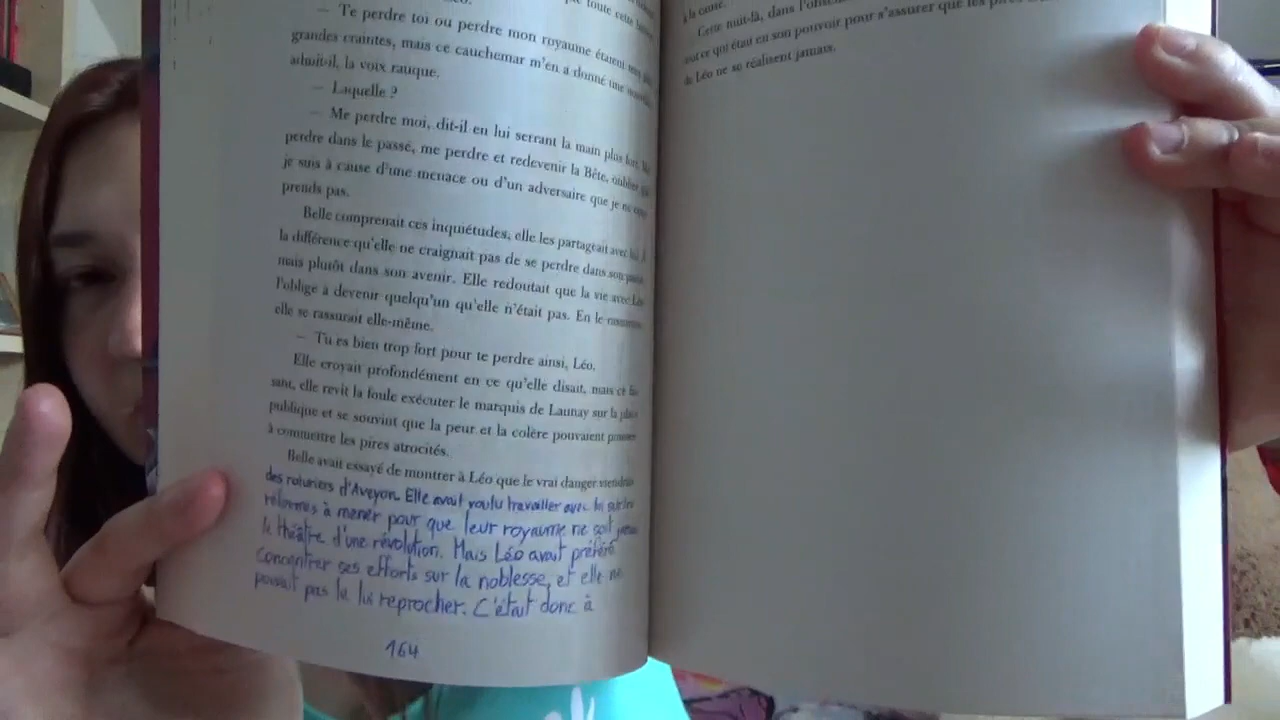 toute cette
— Te perdre toi ou perdre mon royaume étaient
grandes craintes, mais ce cauchemar m'en a donné une
admit-il, la voix rauque.
— Laquelle ?
— Me perdre moi, dit-il en lui serrant la main plus fort.
perdre dans le passé, me perdre et redevenir la Bête, oublier
je suis à cause d'une menace ou d'un adversaire que je ne
prends pas.
Belle comprenait ces inquiétudes, elle les partageait avec
la différence qu'elle ne craignait pas de se perdre dans son
mais plutôt dans son avenir. Elle redoutait que la vie avec Léo
l'oblige à devenir quelqu'un qu'elle n'était pas. En le
elle se rassurait elle-même.
— Tu es bien trop fort pour te perdre ainsi, Léo.
Elle croyait profondément en ce qu'elle disait, mais ce
sant, elle revit la foule exécuter le marquis de Launay sur la place
publique et se souvint que la peur et la colère pouvaient pousser
à commettre les pires atrocités.
Belle avait essayé de montrer à Léo que le vrai danger viendrait
des roturiers d'Aveyon. Elle avait voulu travailler avec lui sur les
réformes à mener pour que leur royaume ne soit jamais
le théâtre d'une révolution. Mais Léo avait préféré
concentrer ses efforts sur la noblesse, et elle ne
pouvait pas le lui reprocher. C'était donc à
164
à la cause.
Cette nuit-là, dans
tout ce qui était en son pouvoir pour s'assurer que les pires
de Léo ne se réalisent jamais.